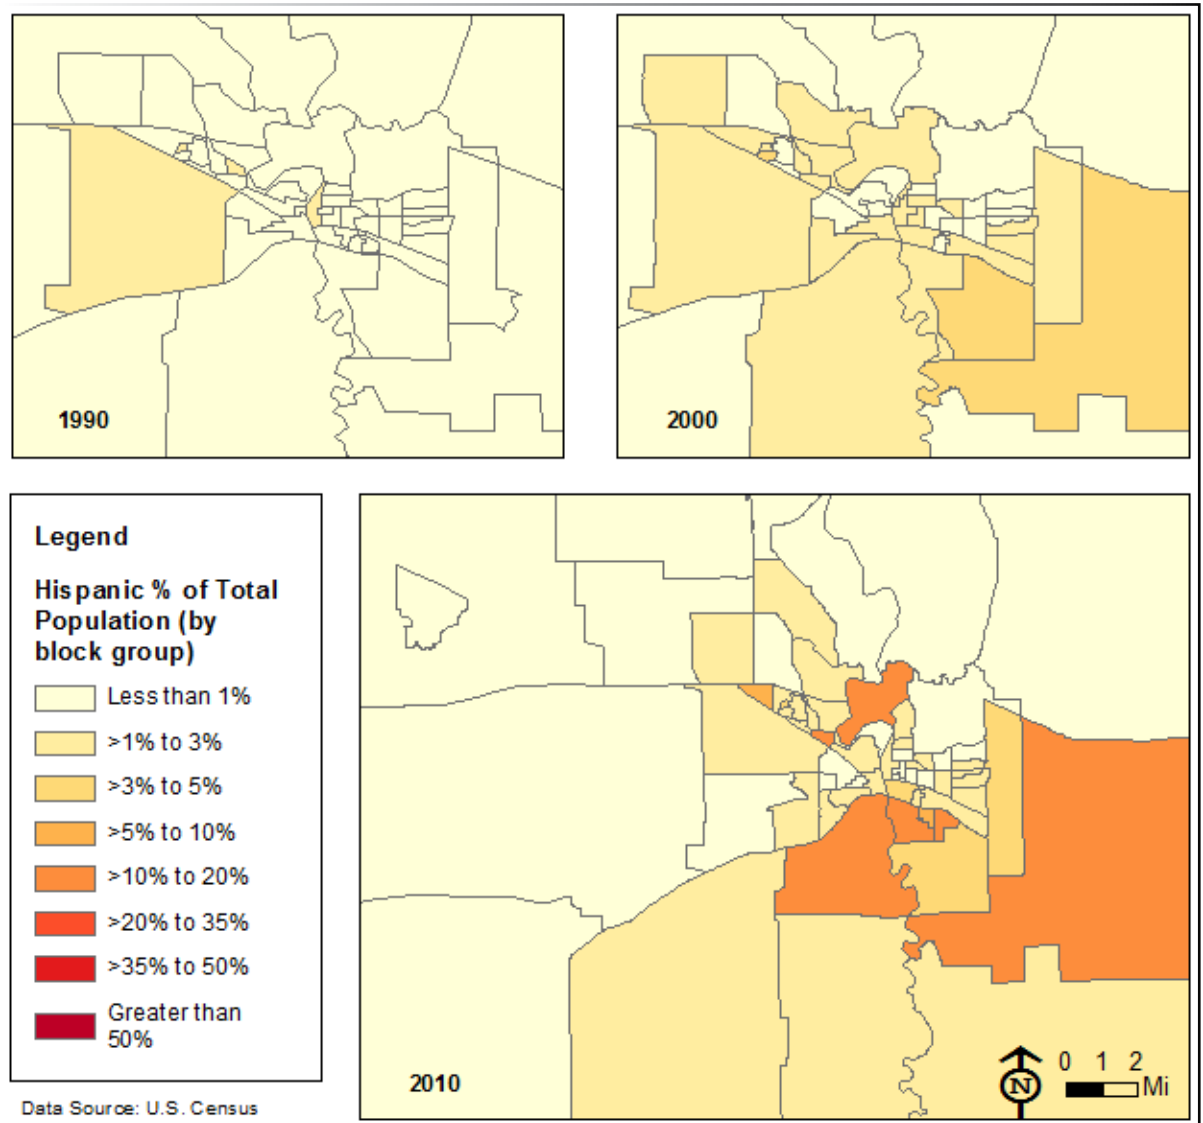 1990
2000
Legend
Hispanic % of Total
Population (by
block group)
Less than 1%
>1% to 3%
>3% to 5%
>5% to 10%
>10% to 20%
>20% to 35%
>35% to 50%
Greater than
50%
Data Source: U.S. Census
2010
N
0 1 2
Mi